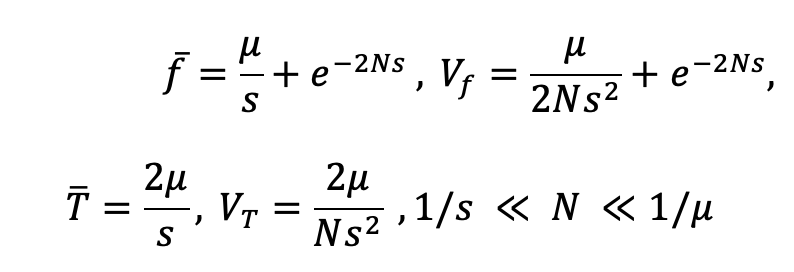 f̄ = μ/s + e^{-2Ns} , V_f = μ/2Ns² + e^{-2Ns},
T̄ = 2μ/s, V_T = 2μ/Ns² , 1/s ≪ N ≪ 1/μ